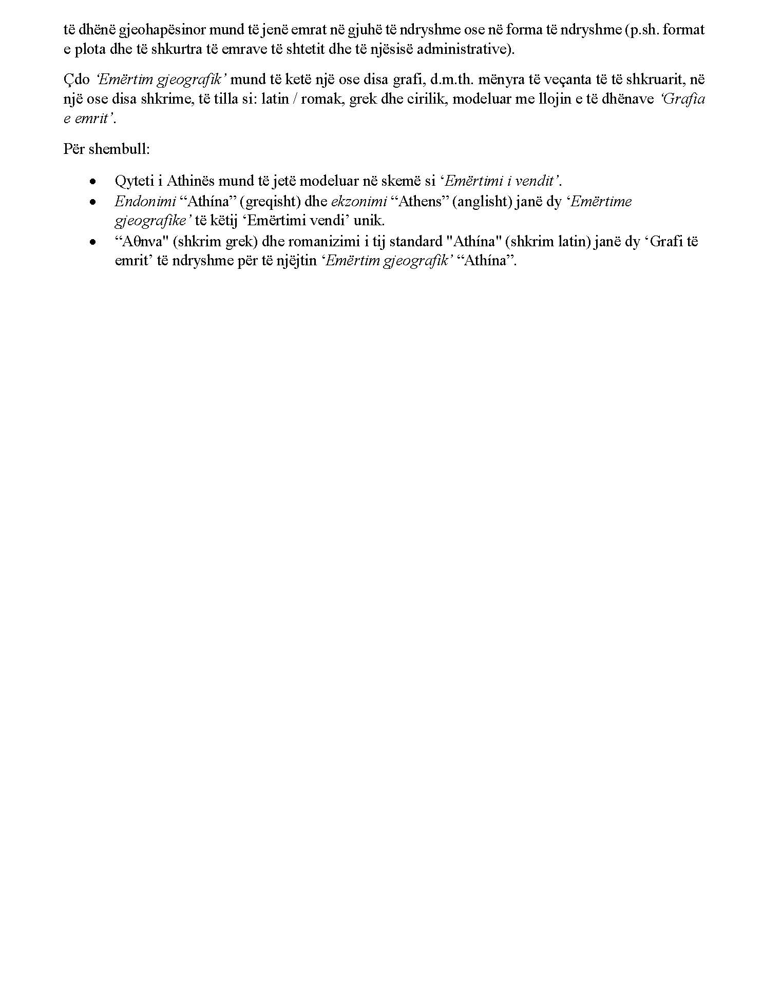 të dhënë gjeohapësinor mund të jenë emrat në gjuhë të ndryshme ose në forma të ndryshme (p.sh. format
e plota dhe të shkurtra të emrave të shtetit dhe të njësisë administrative).
Çdo ‘Emërtim gjeografik’ mund të ketë një ose disa grafi, d.m.th. mënyra të veçanta të të shkruarit, në
një ose disa shkrime, të tilla si: latin / romak, grek dhe cirilik, modeluar me llojin e të dhënave ‘Grafia
e emrit’.
Për shembull:
• Qyteti i Athinës mund të jetë modeluar në skemë si ‘Emërtimi i vendit’.
• Endonimi “Athína” (greqisht) dhe ekzonimi “Athens” (anglisht) janë dy ‘Emërtime
gjeografike’ të këtij ‘Emërtimi vendi’ unik.
• “Aθnva" (shkrim grek) dhe romanizimi i tij standard "Athína" (shkrim latin) janë dy ‘Grafi të
emrit’ të ndryshme për të njëjtin ‘Emërtim gjeografik’ “Athína”.